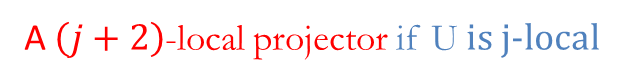 A (j + 2)-local projector if U is j-local